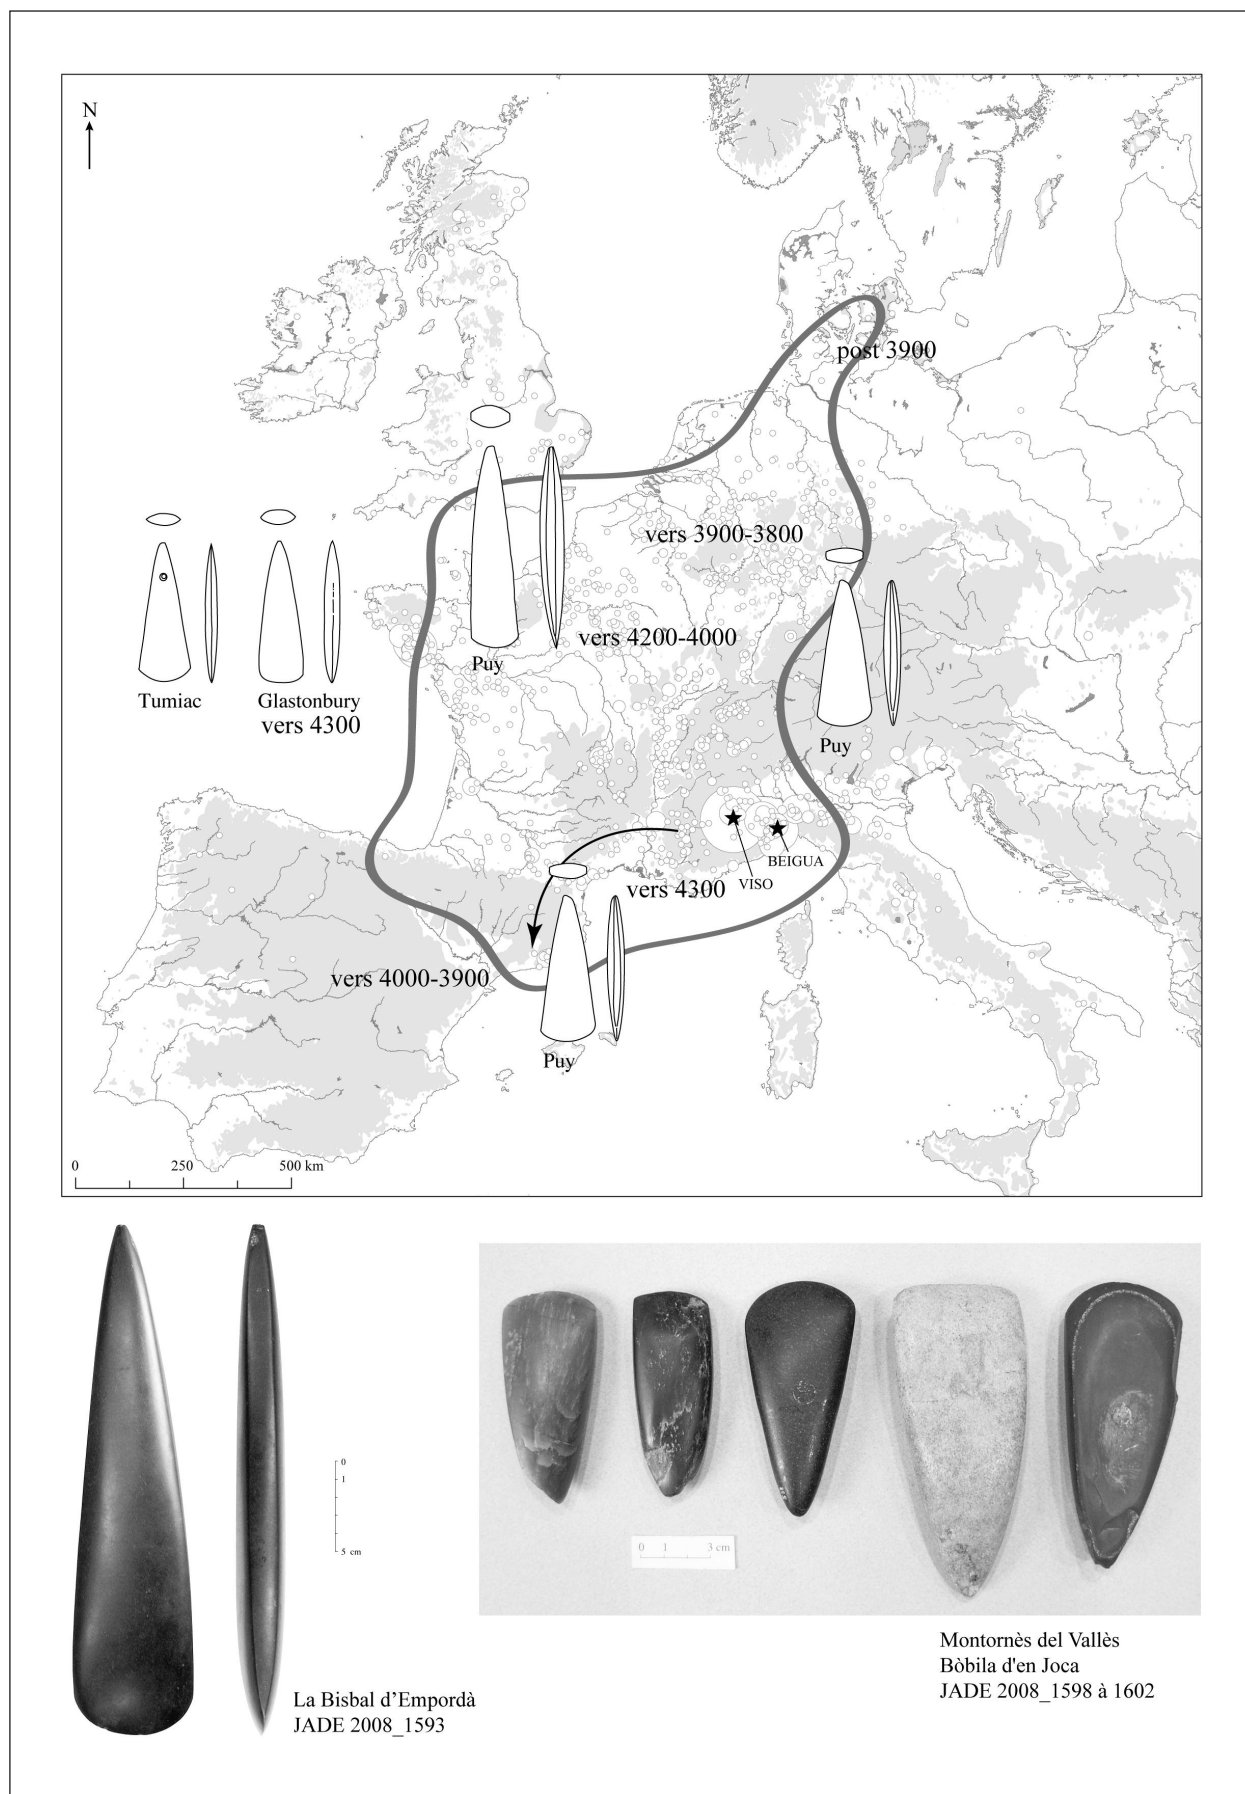 N
post 3900
vers 3900-3800
vers 4200-4000
Puy
Tumiac
Glastonbury
vers 4300
Puy
BEIGUA
VISO
vers 4300
vers 4000-3900
Puy
0 250 500 km
0
1
5 cm
0 1 3 cm
La Bisbal d'Empordà
JADE 2008_1593
Montornès del Vallès
Bòbila d'en Joca
JADE 2008_1598 à 1602